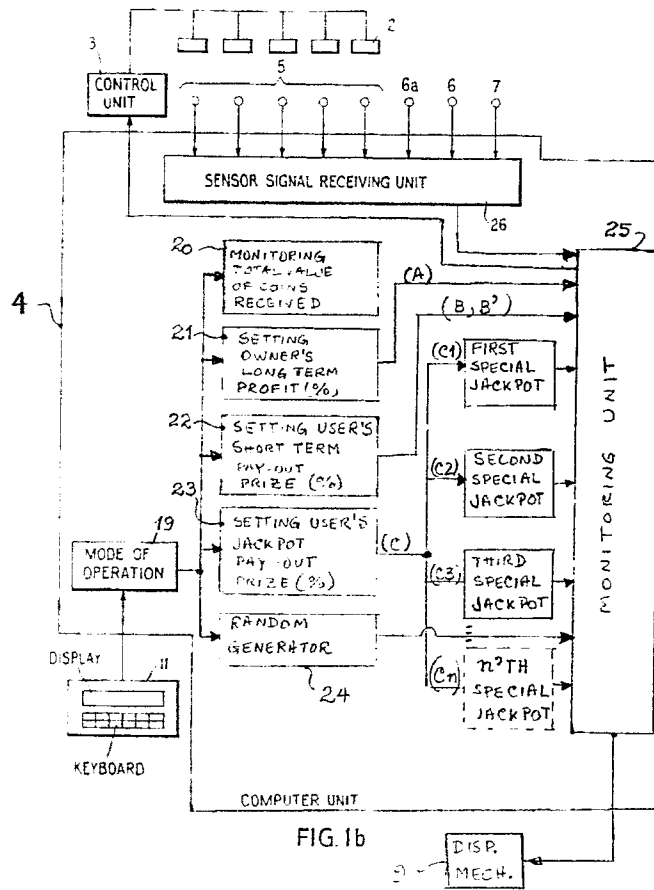 2
3
CONTROL
UNIT
5
6a
6
7
SENSOR SIGNAL RECEIVING UNIT
26
25
20
MONITORING
TOTAL VALUE
OF COINS
RECEIVED
(A)
(B, B')
4
21
SETTING
OWNER'S
LONG TERM
PROFIT (%)
(C1)
FIRST
SPECIAL
JACKPOT
22
SETTING USER'S
SHORT TERM
PAY-OUT
PRIZE (%)
(C2)
SECOND
SPECIAL
JACKPOT
MONITORING UNIT
23
SETTING USER'S
JACKPOT
PAY-OUT
PRIZE (%)
(C)
19
MODE OF
OPERATION
(C3)
THIRD
SPECIAL
JACKPOT
RANDOM
GENERATOR
24
(Cn)
n'TH
SPECIAL
JACKPOT
DISPLAY
11
KEYBOARD
COMPUTER UNIT
FIG. 1b
9
DISP.
MECH.